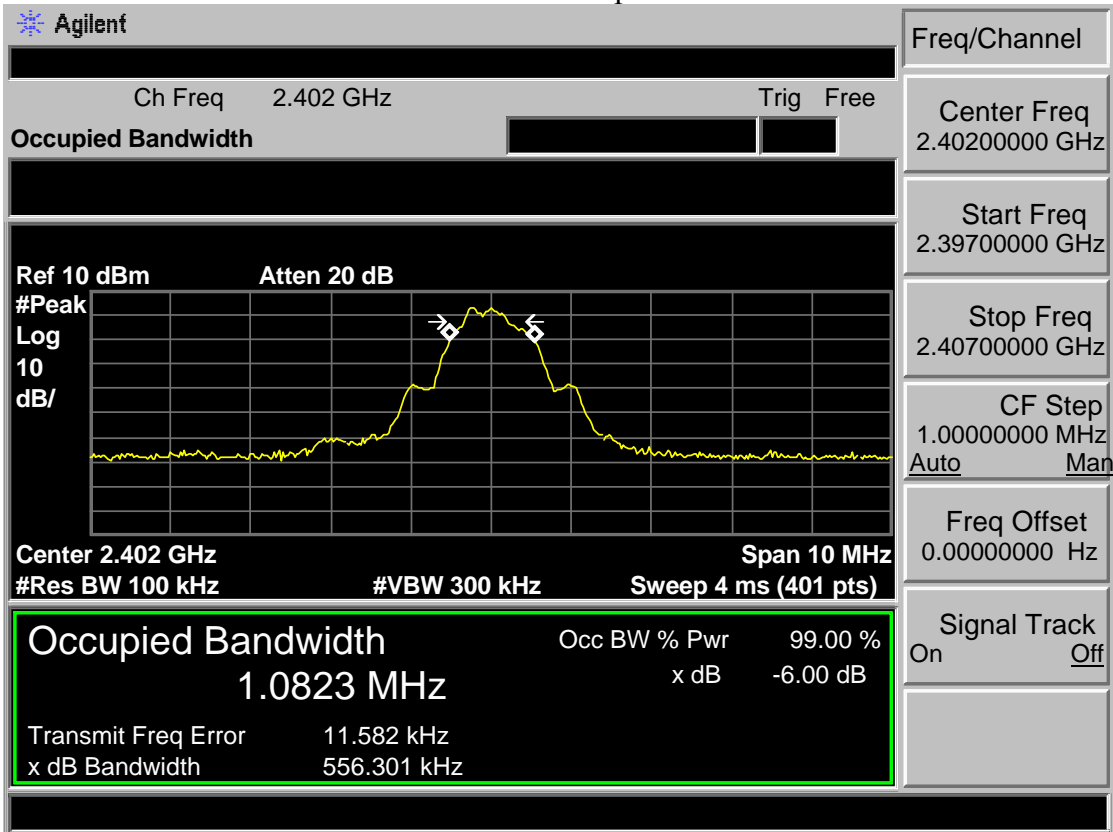 Agilent
Freq/Channel
Ch Freq 2.402 GHz Trig Free
Occupied Bandwidth
Center Freq
2.40200000 GHz
Start Freq
2.39700000 GHz
Ref 10 dBm Atten 20 dB
#Peak
Log
10
dB/
Stop Freq
2.40700000 GHz
CF Step
1.00000000 MHz
Auto Man
Center 2.402 GHz Span 10 MHz
#Res BW 100 kHz #VBW 300 kHz Sweep 4 ms (401 pts)
Freq Offset
0.00000000 Hz
Occupied Bandwidth
1.0823 MHz
Occ BW % Pwr 99.00 %
x dB -6.00 dB
Transmit Freq Error 11.582 kHz
x dB Bandwidth 556.301 kHz
Signal Track
On Off